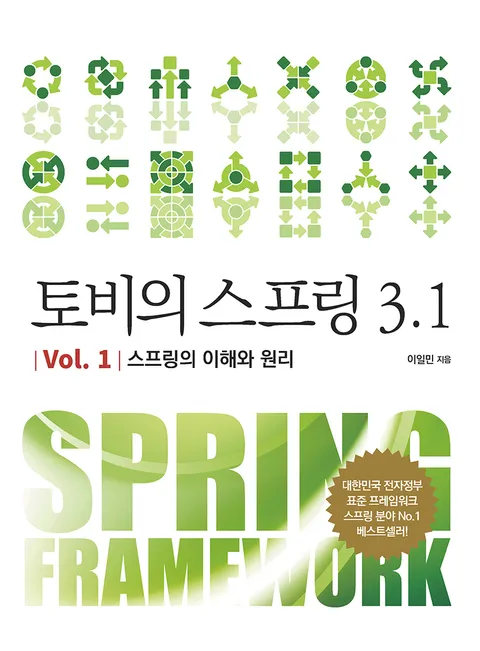 토비의 스프링 3.1
| Vol. 1 | 스프링의 이해와 원리
이일민 지음
SPRING
FRAMEWORK
대한민국 전자정부
표준 프레임워크
스프링 분야 No.1
베스트셀러!